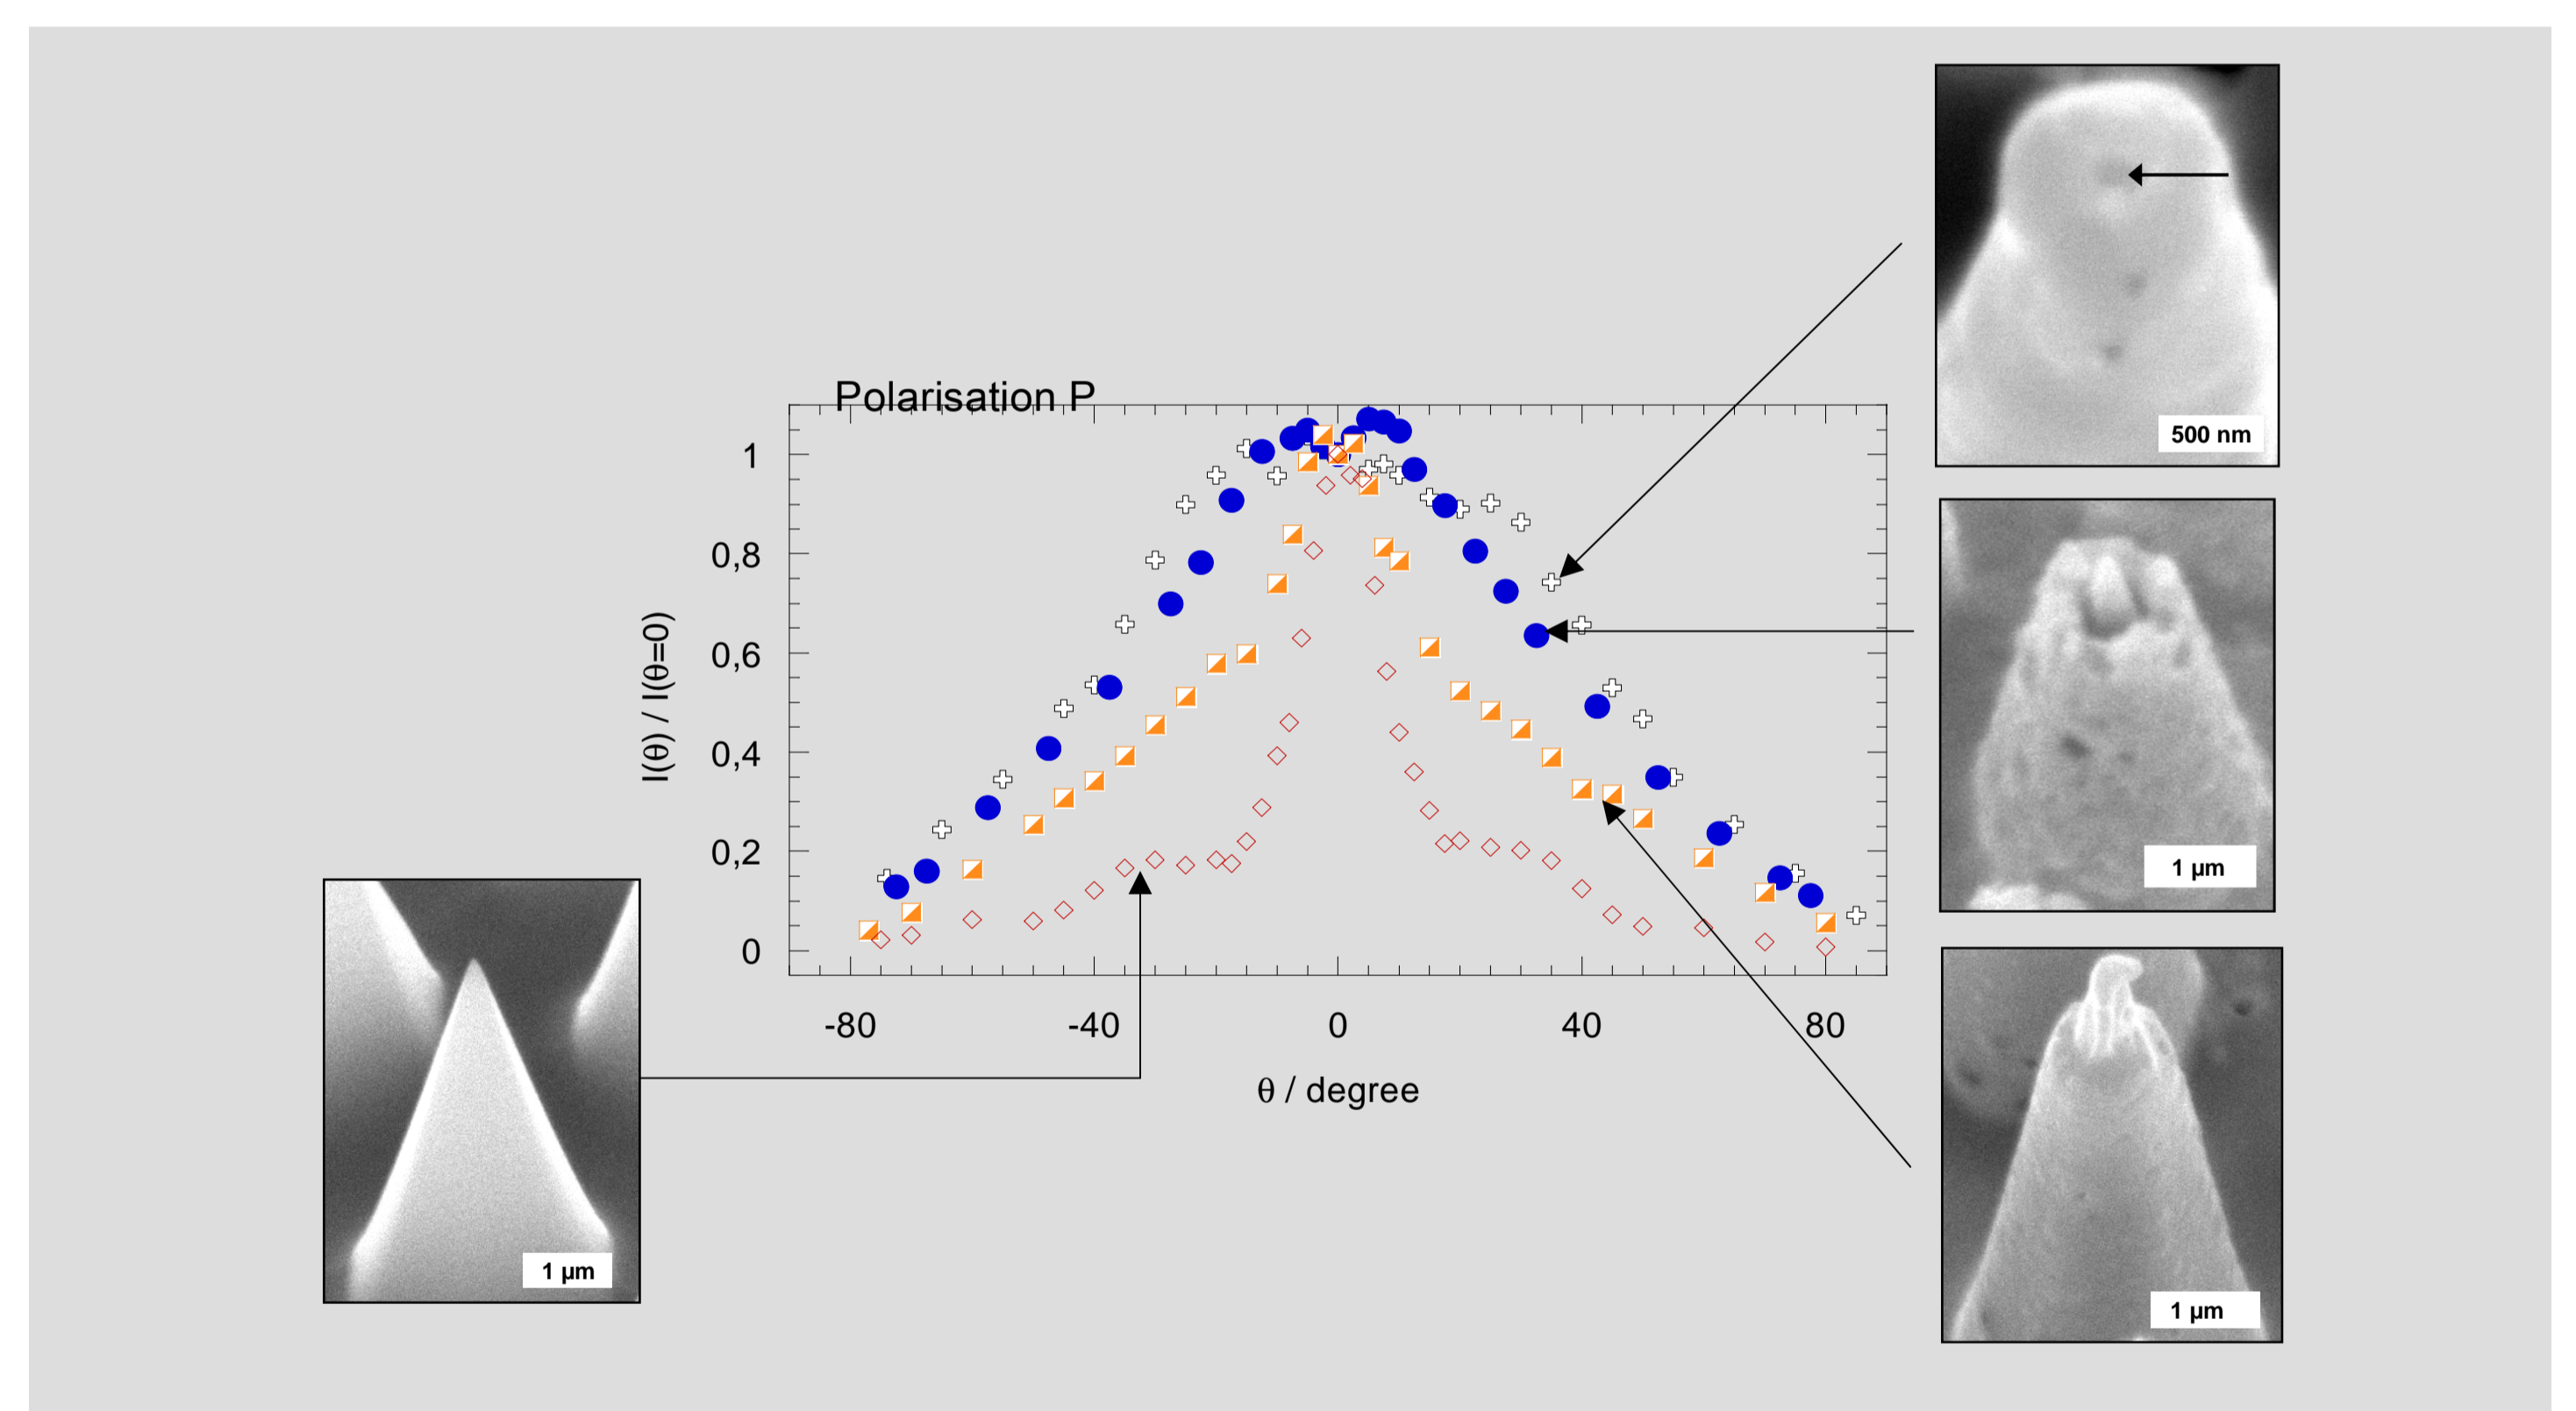 Polarisation P
I(θ) / I(θ=0)
1
0,8
0,6
0,4
0,2
0
-80 -40 0 40 80
θ / degree
500 nm
1 µm
1 µm
1 µm